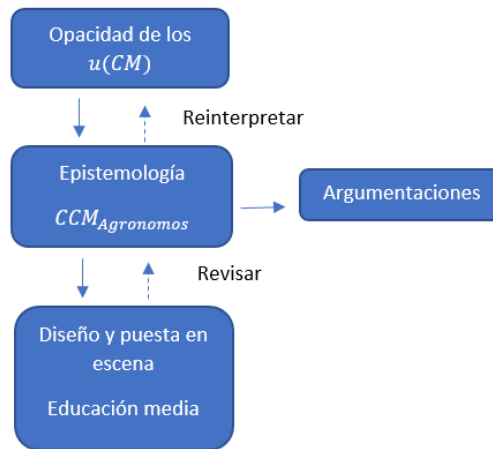 Opacidad de los
u(CM)
Reinterpretar
Epistemología
CCM_Agronomos
Argumentaciones
Revisar
Diseño y puesta en
escena
Educación media